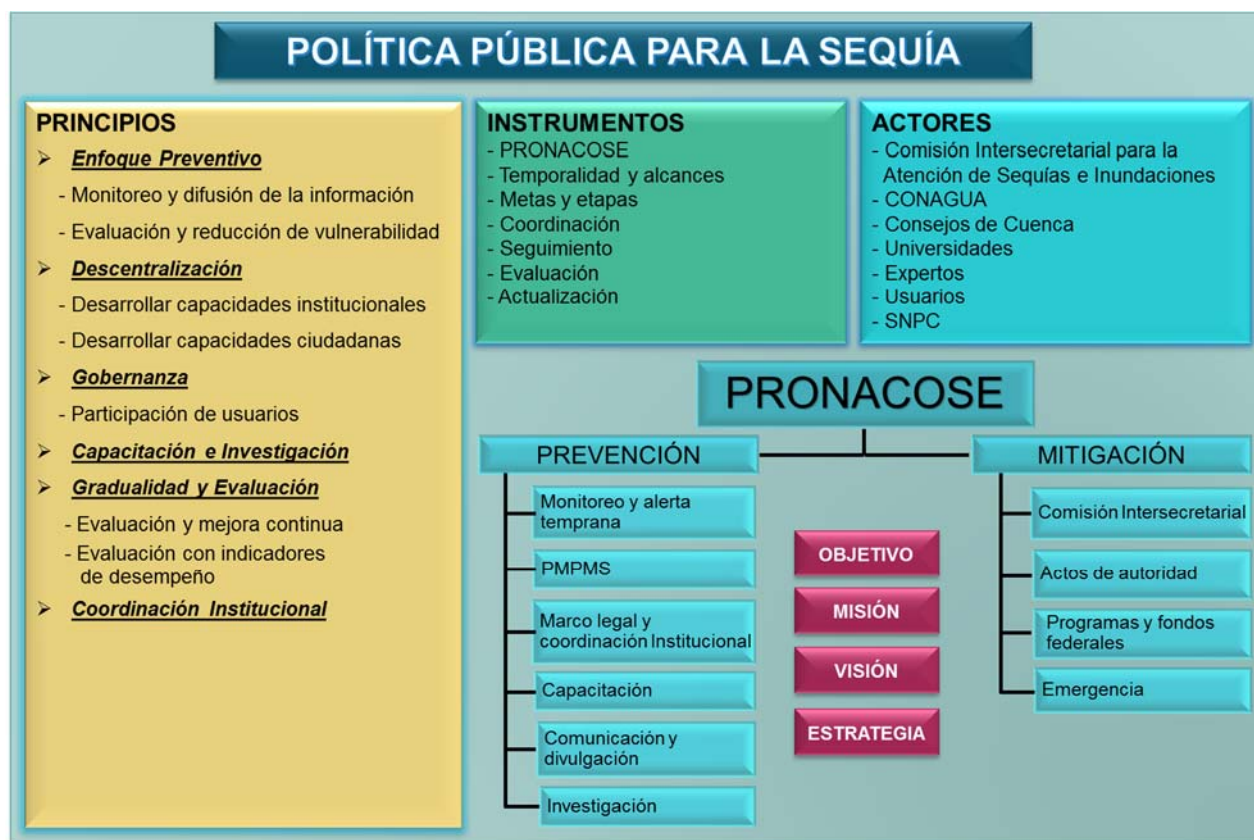 POLÍTICA PÚBLICA PARA LA SEQUÍA
PRINCIPIOS
➢ Enfoque Preventivo
- Monitoreo y difusión de la información
- Evaluación y reducción de vulnerabilidad
➢ Descentralización
- Desarrollar capacidades institucionales
- Desarrollar capacidades ciudadanas
➢ Gobernanza
- Participación de usuarios
➢ Capacitación e Investigación
➢ Gradualidad y Evaluación
- Evaluación y mejora continua
- Evaluación con indicadores
de desempeño
➢ Coordinación Institucional
INSTRUMENTOS
- PRONACOSE
- Temporalidad y alcances
- Metas y etapas
- Coordinación
- Seguimiento
- Evaluación
- Actualización
ACTORES
- Comisión Intersecretarial para la
Atención de Sequías e Inundaciones
- CONAGUA
- Consejos de Cuenca
- Universidades
- Expertos
- Usuarios
- SNPC
PRONACOSE
PREVENCIÓN
Monitoreo y alerta
temprana
PMPMS
Marco legal y
coordinación Institucional
Capacitación
Comunicación y
divulgación
Investigación
OBJETIVO
MISIÓN
VISIÓN
ESTRATEGIA
MITIGACIÓN
Comisión Intersecretarial
Actos de autoridad
Programas y fondos
federales
Emergencia